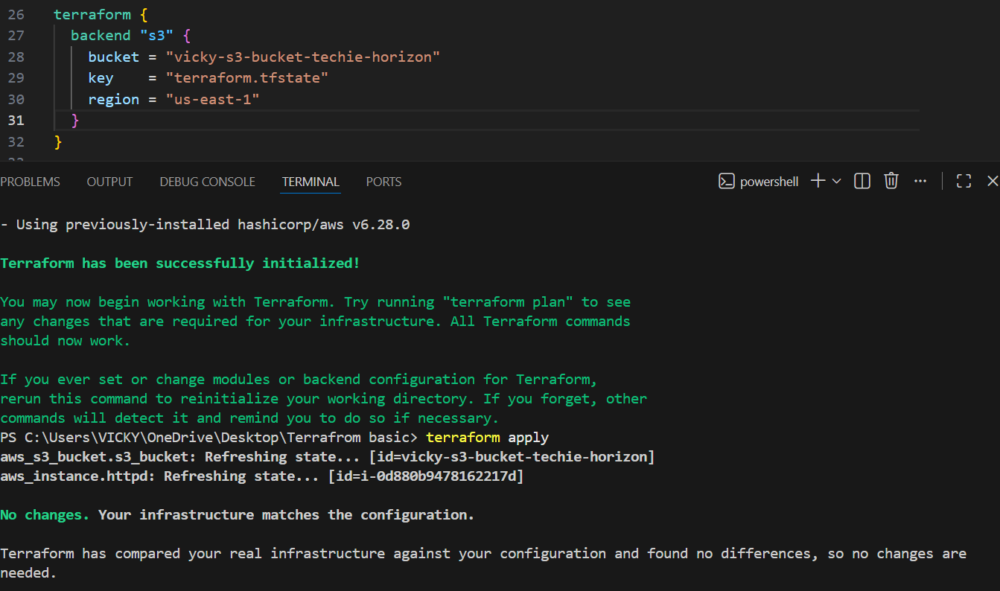 26 terraform {
27 backend "s3" {
28 bucket = "vicky-s3-bucket-techie-horizon"
29 key = "terraform.tfstate"
30 region = "us-east-1"
31 }
32 }
PROBLEMS OUTPUT DEBUG CONSOLE TERMINAL PORTS powershell
- Using previously-installed hashicorp/aws v6.28.0
Terraform has been successfully initialized!
You may now begin working with Terraform. Try running "terraform plan" to see
any changes that are required for your infrastructure. All Terraform commands
should now work.
If you ever set or change modules or backend configuration for Terraform,
rerun this command to reinitialize your working directory. If you forget, other
commands will detect it and remind you to do so if necessary.
PS C:\Users\VICKY\OneDrive\Desktop\Terrafrom basic> terraform apply
aws_s3_bucket.s3_bucket: Refreshing state... [id=vicky-s3-bucket-techie-horizon]
aws_instance.httpd: Refreshing state... [id=i-0d880b9478162217d]
No changes. Your infrastructure matches the configuration.
Terraform has compared your real infrastructure against your configuration and found no differences, so no changes are
needed.